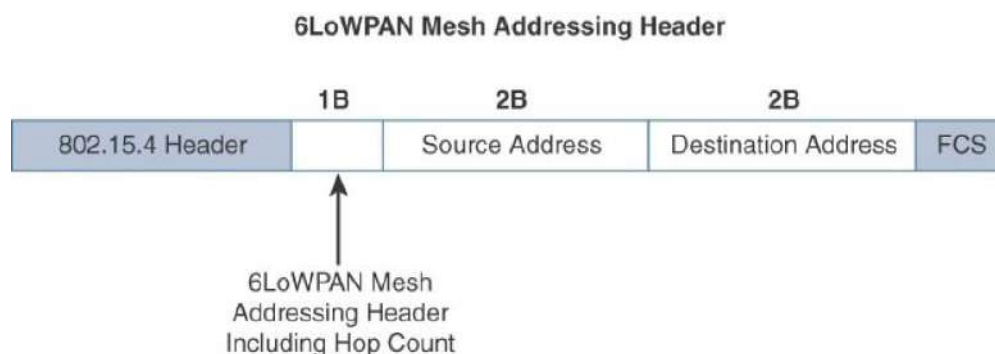 6LoWPAN Mesh Addressing Header
1B 2B 2B
802.15.4 Header Source Address Destination Address FCS
6LoWPAN Mesh
Addressing Header
Including Hop Count